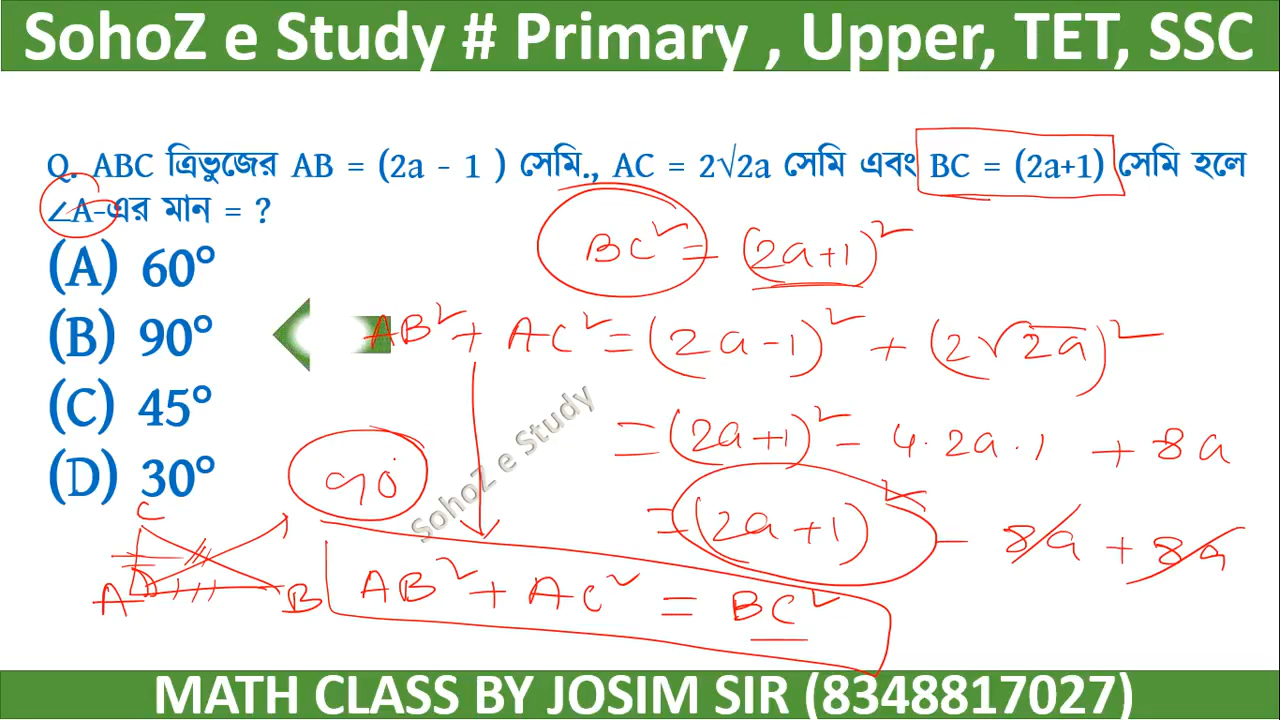 SohoZ e Study # Primary , Upper, TET, SSC
Q. ABC ত্রিভুজের AB = (2a - 1 ) সেমি., AC = 2√2a সেমি এবং BC = (2a+1) সেমি হলে
∠A-এর মান = ?
(A) 60°
(B) 90°
(C) 45°
(D) 30°
BC² = (2a+1)²
AB² + AC² = (2a-1)² + (2√2a)²
= (2a+1)² - 4.2a.1 + 8a
= (2a+1)² - 8a + 8a
AB² + AC² = BC²
90°
C
A
B
SohoZ e Study
MATH CLASS BY JOSIM SIR (8348817027)